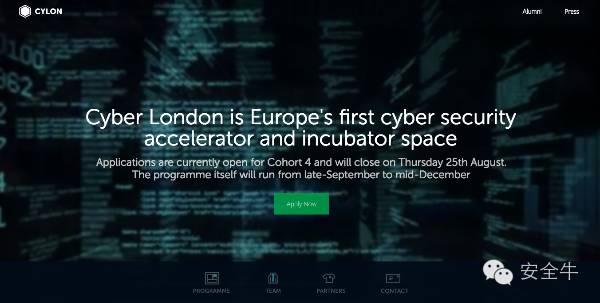 CYLON
Alumni
Press
Cyber London is Europe's first cyber security
accelerator and incubator space
Applications are currently open for Cohort 4 and will close on Thursday 25th August.
The programme itself will run from late-September to mid-December
Apply Now
PROGRAMME
TEAM
PARTNERS
CONTACT
安全牛